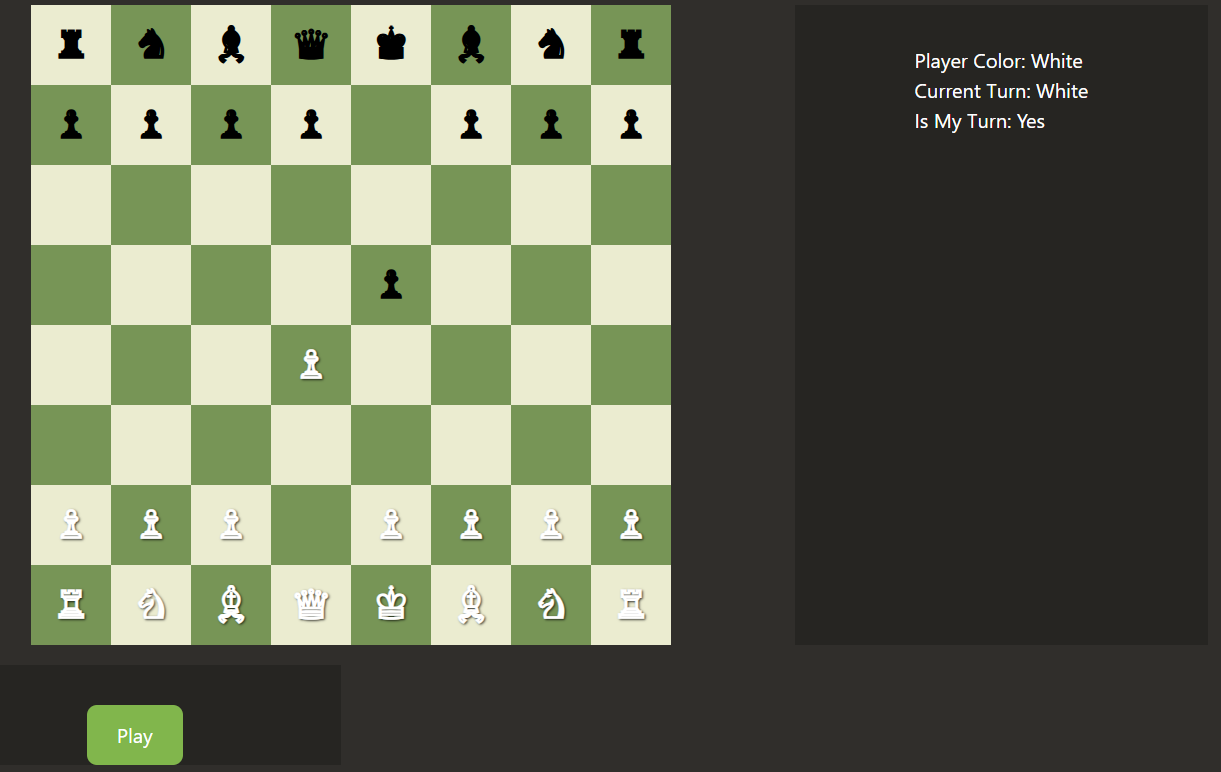 Player Color: White
Current Turn: White
Is My Turn: Yes
Play